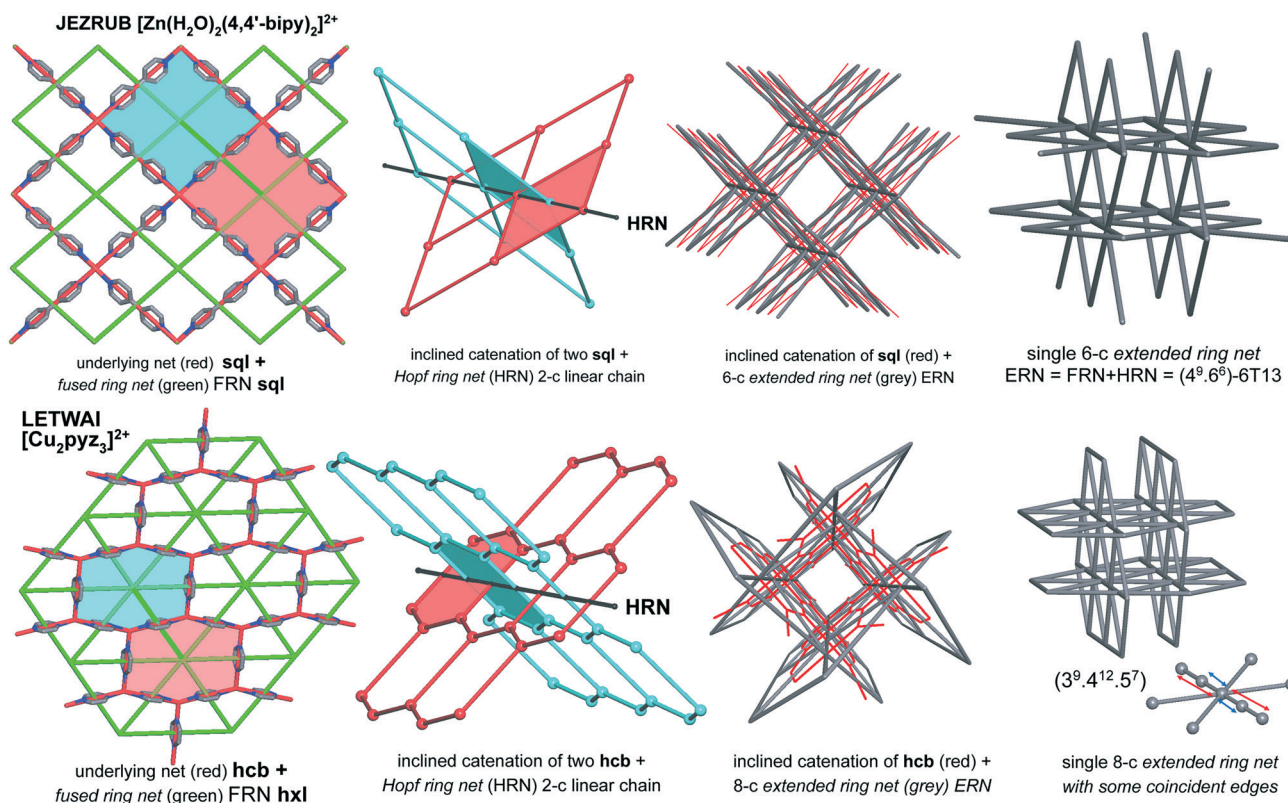 JEZRUB [Zn(H₂O)₂(4,4'-bipy)₂]²⁺
HRN
underlying net (red) sql +
fused ring net (green) FRN sql
inclined catenation of two sql +
Hopf ring net (HRN) 2-c linear chain
inclined catenation of sql (red) +
6-c extended ring net (grey) ERN
single 6-c extended ring net
ERN = FRN+HRN = (4⁹.6⁶)-6T13
LETWAI
[Cu₂pyz₃]²⁺
HRN
(3⁹.4¹².5⁷)
underlying net (red) hcb +
fused ring net (green) FRN hxl
inclined catenation of two hcb +
Hopf ring net (HRN) 2-c linear chain
inclined catenation of hcb (red) +
8-c extended ring net (grey) ERN
single 8-c extended ring net
with some coincident edges